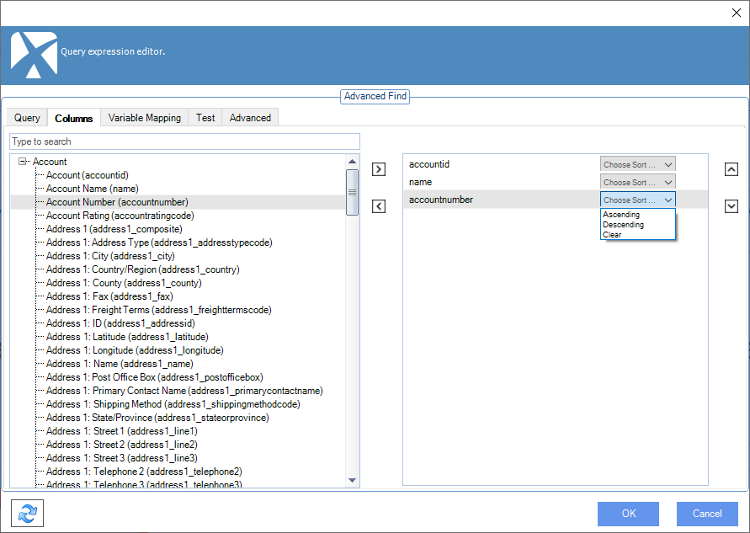 Query expression editor.
Advanced Find
Query Columns Variable Mapping Test Advanced
Type to search
Account
Account (accountid)
Account Name (name)
Account Number (accountnumber)
Account Rating (accountratingcode)
Address 1 (address1_composite)
Address 1: Address Type (address1_addresstypecode)
Address 1: City (address1_city)
Address 1: Country/Region (address1_country)
Address 1: County (address1_county)
Address 1: Fax (address1_fax)
Address 1: Freight Terms (address1_freighttermscode)
Address 1: ID (address1_addressid)
Address 1: Latitude (address1_latitude)
Address 1: Longitude (address1_longitude)
Address 1: Name (address1_name)
Address 1: Post Office Box (address1_postofficebox)
Address 1: Primary Contact Name (address1_primarycontactname)
Address 1: Shipping Method (address1_shippingmethodcode)
Address 1: State/Province (address1_stateorprovince)
Address 1: Street 1 (address1_line1)
Address 1: Street 2 (address1_line2)
Address 1: Street 3 (address1_line3)
Address 1: Telephone 2 (address1_telephone2)
Address 1: Telephone 3 (address1_telephone3)
accountid Choose Sort ...
name Choose Sort ...
accountnumber Choose Sort ...
Ascending
Descending
Clear
OK Cancel